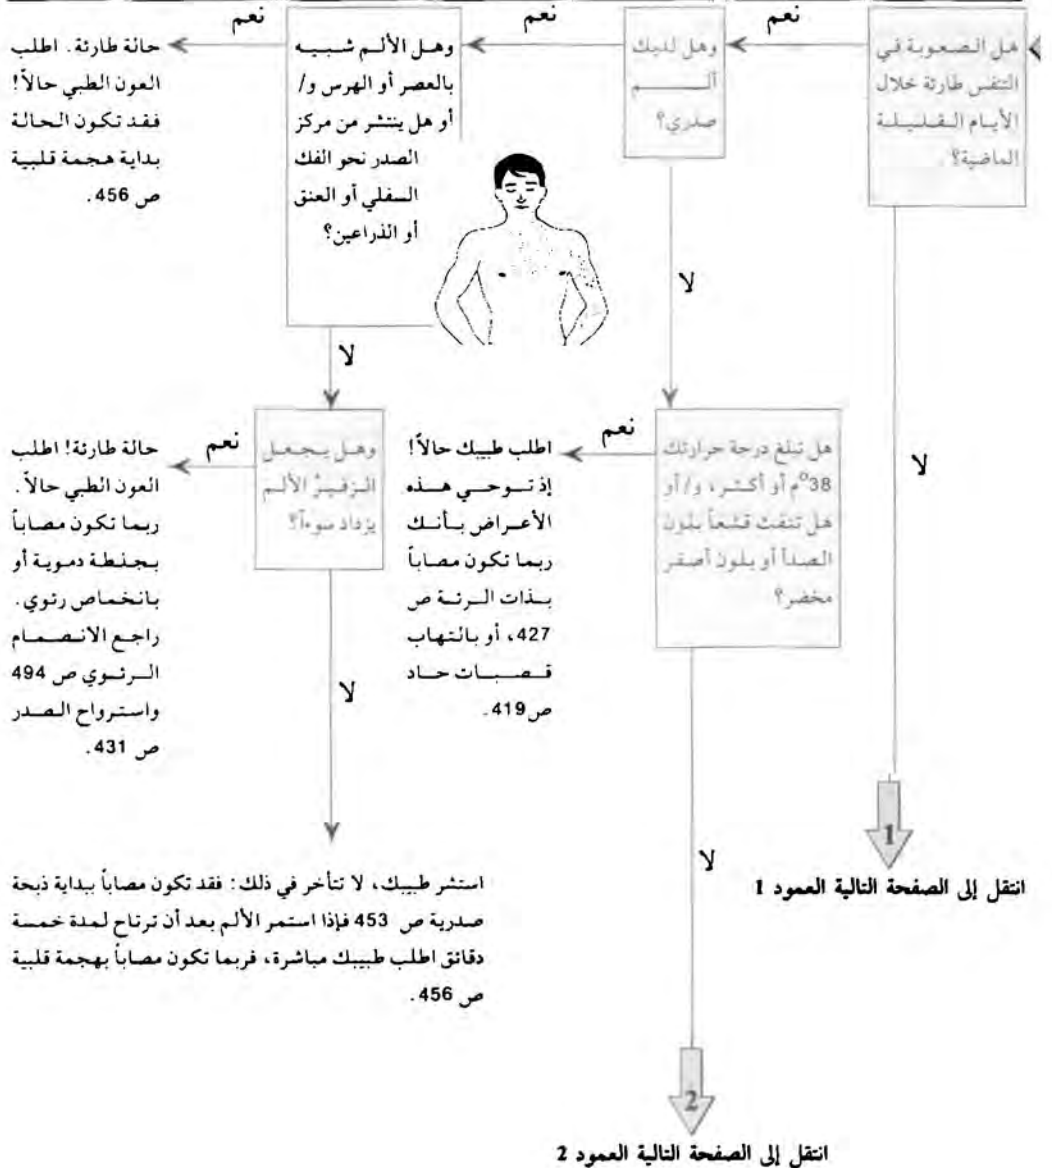 هل الصعوبة في
التنفس طارئة خلال
الأيام القليلة
الماضية؟
نعم
وهل لديك
ألـم
صدري؟
نعم
وهل الألم شبيه
بالعصر أو الهرس و/
أو هل ينتشر من مركز
الصدر نحو الفك
السفلي أو العنق
أو الذراعين؟
نعم
حالة طارئة. اطلب
العون الطبي حالاً!
فقد تكون الحالة
بداية هجمة قلبية
ص 456.
لا
لا
لا
هل تبلغ درجة حرارتك
38°م أو أكثر، و/أو
هل تنفث قشعاً بلون
الصدأ أو بلون أصفر
مخضر؟
نعم
اطلب طبيبك حالاً!
إذ توحي هذه
الأعراض بأنك
ربما تكون مصاباً
بذات الرئة ص
427، أو بالتهاب
قصبات حاد
ص 419.
وهل يجعل
الزفيرُ الألمَ
يزداد سوءاً؟
نعم
حالة طارئة! اطلب
العون الطبي حالاً.
ربما تكون مصاباً
بجلطة دموية أو
بانخماص رئوي.
راجع الانصمام
الرئوي ص 494
واسترواح الصدر
ص 431.
لا
لا
1
انتقل إلى الصفحة التالية العمود 1
استشر طبيبك، لا تتأخر في ذلك: فقد تكون مصاباً ببداية ذبحة
صدرية ص 453 فإذا استمر الألم بعد أن ترتاح لمدة خمسة
دقائق اطلب طبيبك مباشرة، فربما تكون مصاباً بهجمة قلبية
ص 456.
2
انتقل إلى الصفحة التالية العمود 2